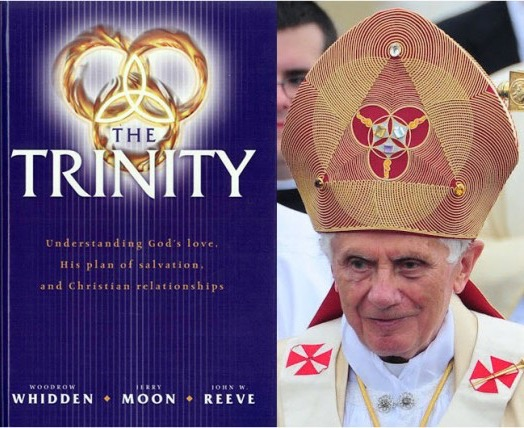 THE
TRINITY
Understanding God's love,
His plan of salvation,
and Christian relationships
WOODROW JERRY JOHN W.
WHIDDEN ◆ MOON ◆ REEVE